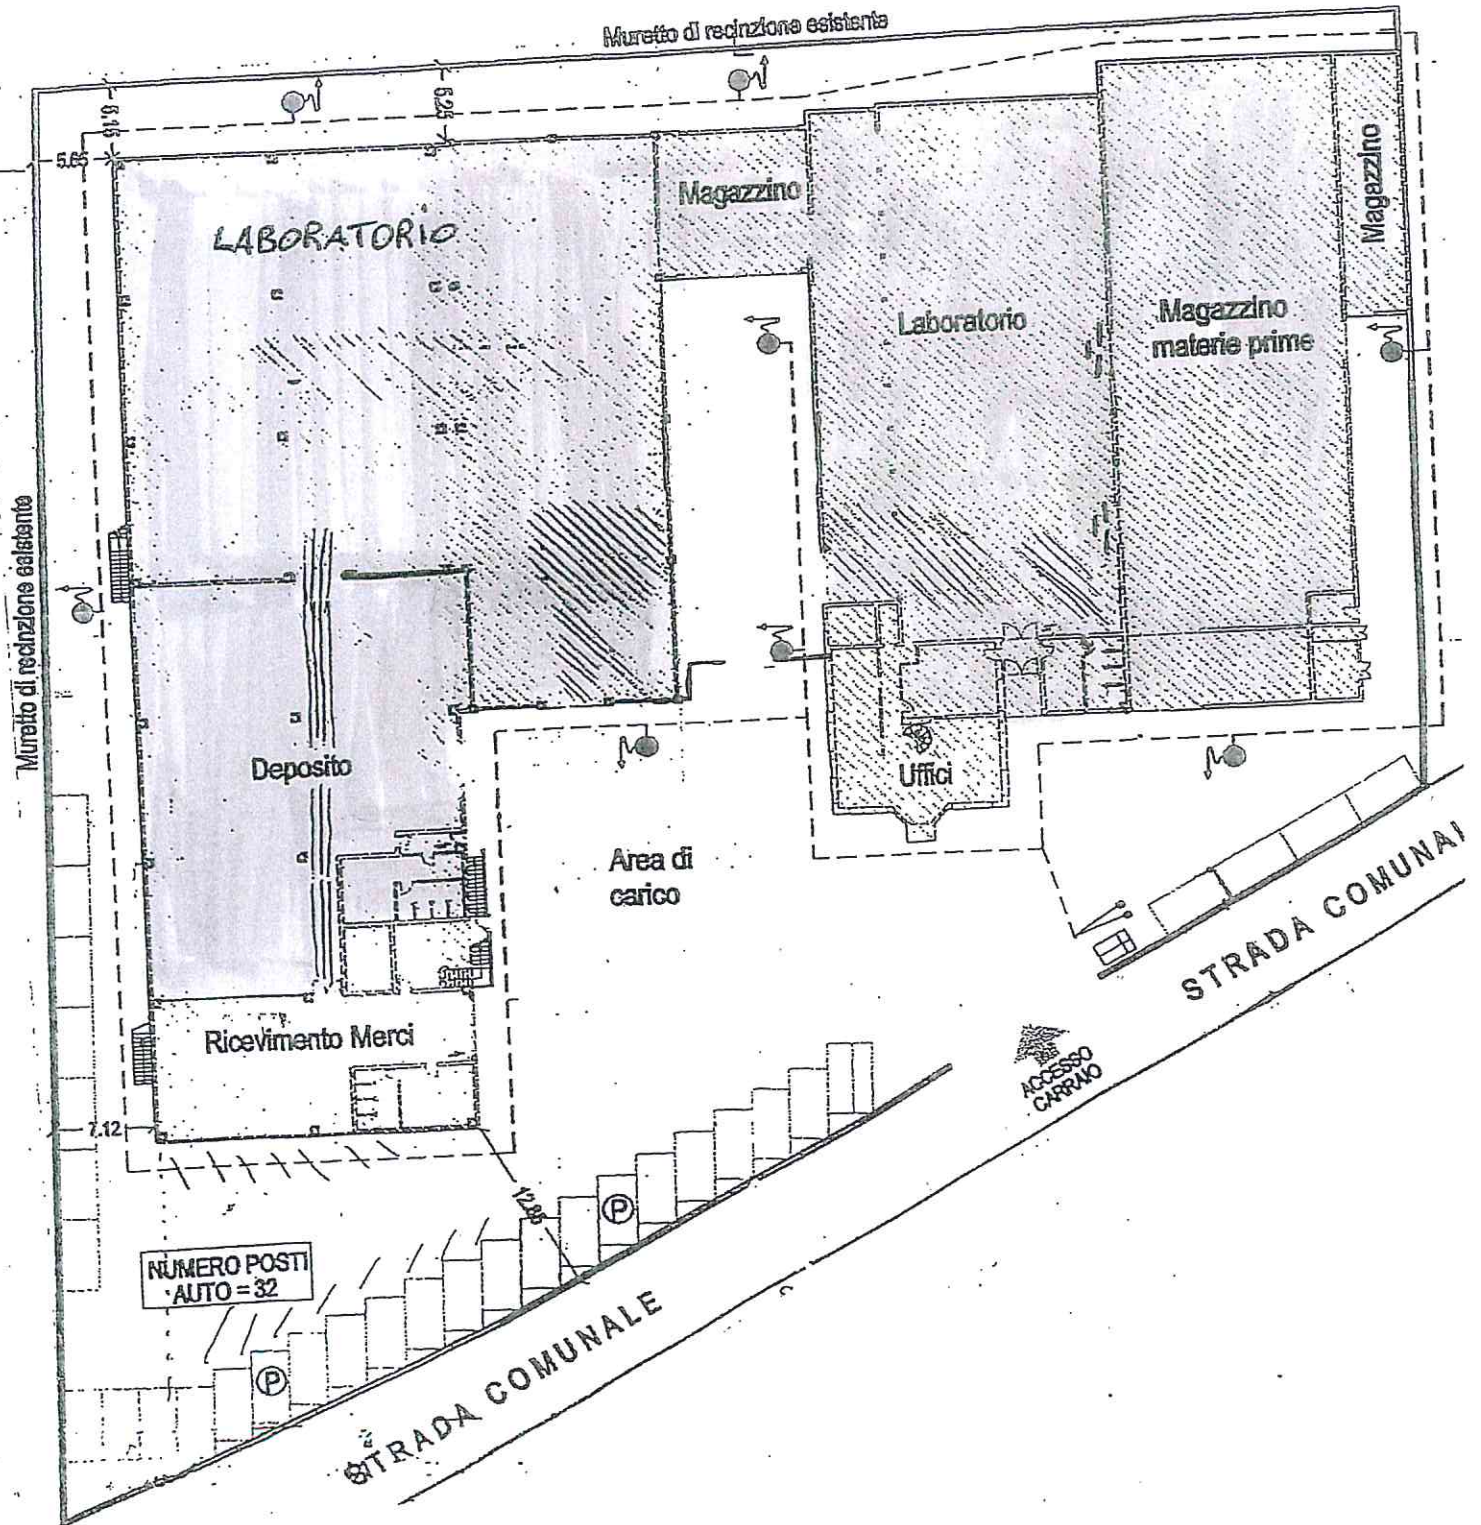 Muretto di recinzione esistente
6.15
5.25
5.65
LABORATORIO
Magazzino
Magazzino
Laboratorio
Magazzino
materie prime
Muretto di recinzione esistente
Deposito
Uffici
Area di
carico
STRADA COMUNAL
Ricevimento Merci
ACCESSO
CARRAIO
7.12
12.85
P
NUMERO POSTI
AUTO = 32
P
STRADA COMUNALE